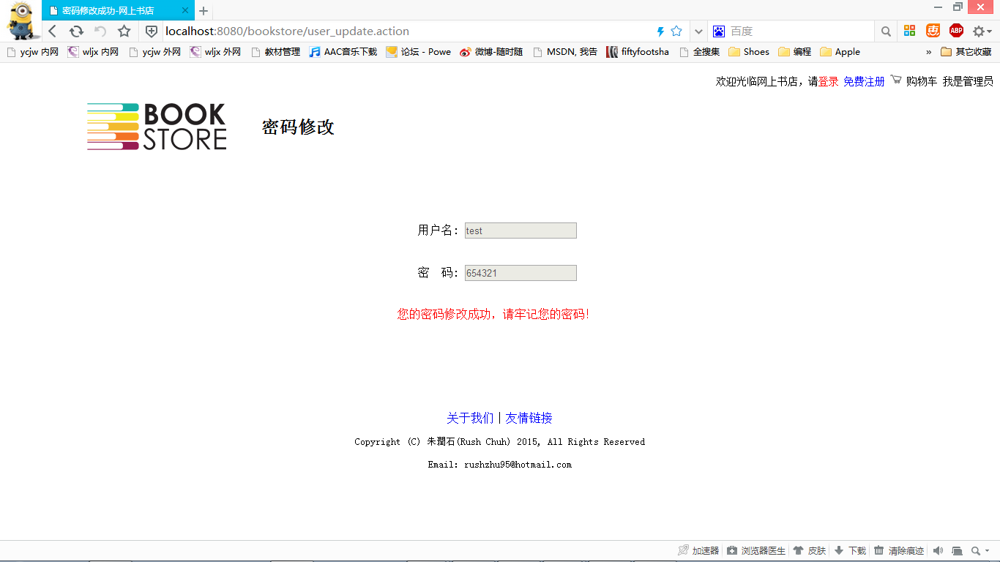 密码修改成功-网上书店
localhost:8080/bookstore/user_update.action 百度
ycjw 内网 wljx 内网 ycjw 外网 wljx 外网 教材管理 AAC音乐下载 论坛 - Powe 微博-随时随 MSDN, 我告 fiftyfootsha 全搜集 Shoes 编程 Apple » 其它收藏
欢迎光临网上书店，请登录 免费注册 购物车 我是管理员
BOOK
STORE
密码修改
用户名： test
密 码： 654321
您的密码修改成功，请牢记您的密码！
关于我们 | 友情链接
Copyright (C) 朱潤石(Rush Chuh) 2015, All Rights Reserved
Email: rushzhu95@hotmail.com
加速器 浏览器医生 皮肤 下载 清除痕迹